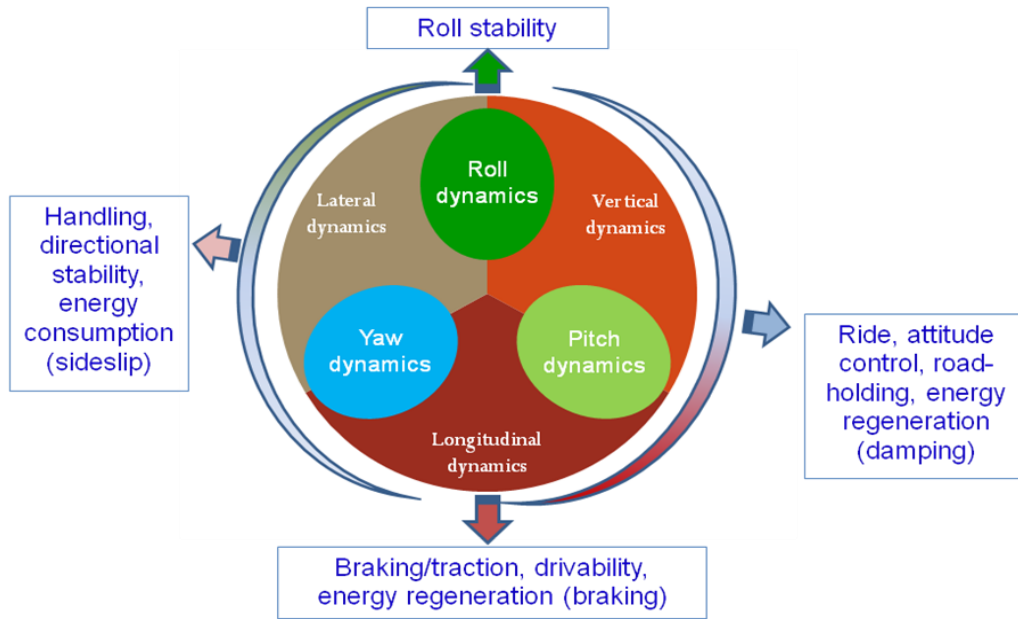 Roll stability
Roll
dynamics
Lateral
dynamics
Vertical
dynamics
Handling,
directional
stability,
energy
consumption
(sideslip)
Yaw
dynamics
Pitch
dynamics
Ride, attitude
control, road-
holding, energy
regeneration
(damping)
Longitudinal
dynamics
Braking/traction, drivability,
energy regeneration (braking)